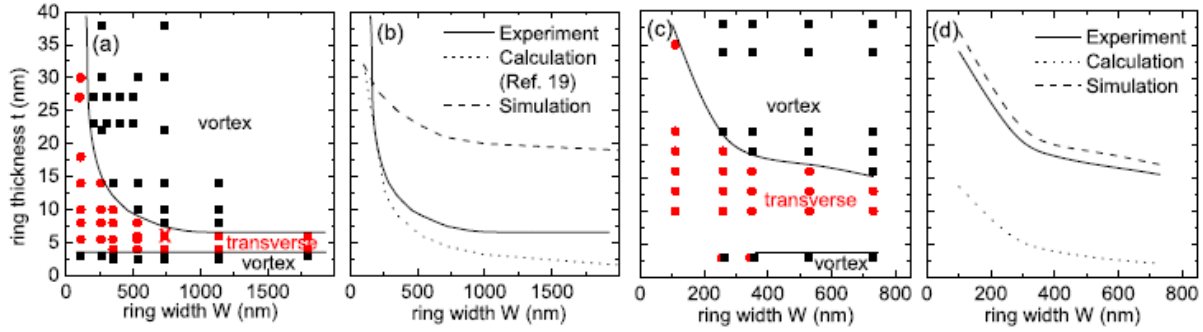 ring thickness t (nm)
40
35
30
25
20
15
10
5
0
(a)
vortex
transverse
vortex
0 500 1000 1500
ring width W (nm)
(b)
Experiment
Calculation
(Ref. 19)
Simulation
0 500 1000 1500
ring width W (nm)
(c)
vortex
transverse
vortex
0 200 400 600 800
ring width W (nm)
(d)
Experiment
Calculation
Simulation
0 200 400 600 800
ring width W (nm)